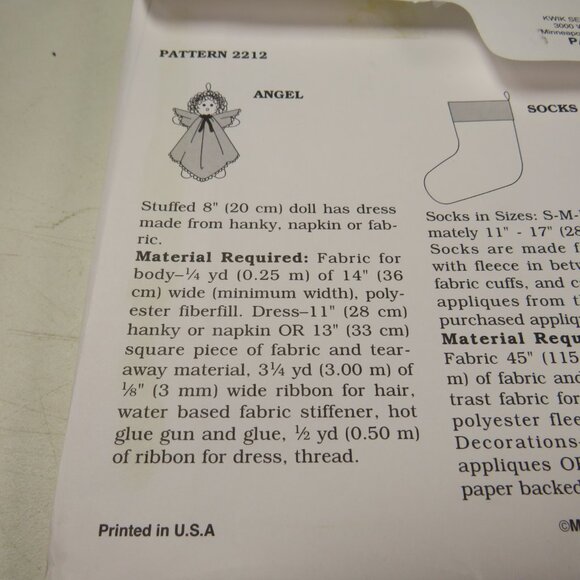 KWIK SE
3000 W
Minneapo
PATTERN 2212
ANGEL
SOCKS
Stuffed 8" (20 cm) doll has dress
made from hanky, napkin or fab-
ric.
Material Required: Fabric for
body–¼ yd (0.25 m) of 14" (36
cm) wide (minimum width), poly-
ester fiberfill. Dress–11" (28 cm)
hanky or napkin OR 13" (33 cm)
square piece of fabric and tear-
away material, 3¼ yd (3.00 m) of
⅛" (3 mm) wide ribbon for hair,
water based fabric stiffener, hot
glue gun and glue, ½ yd (0.50 m)
of ribbon for dress, thread.
Socks in Sizes: S-M-
mately 11" - 17" (28
Socks are made f
with fleece in betw
fabric cuffs, and c
appliques from th
purchased appliq
Material Requ
Fabric 45" (115
m) of fabric and
trast fabric for
polyester flee
Decorations–
appliques OR
paper backed
Printed in U.S.A
©M